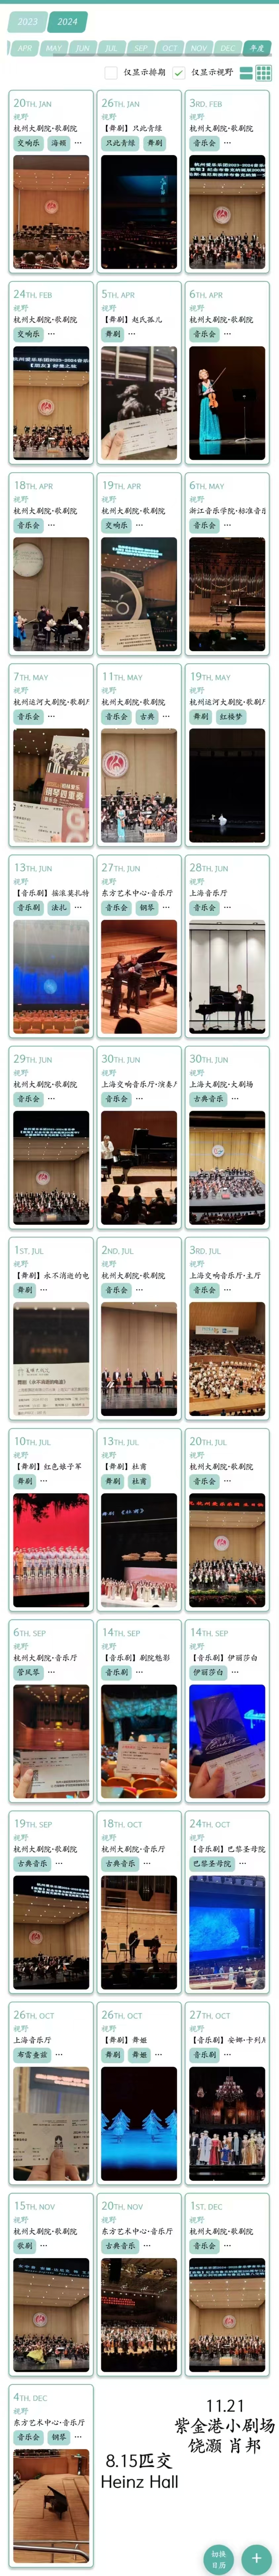 2023
2024
APR
MAY
JUN
JUL
SEP
OCT
NOV
DEC
年度
仅显示排期
仅显示视野
20TH, JAN
视野
杭州大剧院·歌剧院
交响乐
海顿
...
26TH, JAN
视野
【舞剧】只此青绿
只此青绿
舞剧
3RD, FEB
视野
杭州大剧院·歌剧院
音乐会
...
24TH, FEB
视野
杭州大剧院·歌剧院
交响乐
...
5TH, APR
视野
【舞剧】赵氏孤儿
舞剧
...
6TH, APR
视野
杭州大剧院·歌剧院
音乐会
...
18TH, APR
视野
杭州大剧院·歌剧院
音乐会
...
19TH, APR
视野
杭州大剧院·歌剧院
交响乐
...
6TH, MAY
视野
浙江音乐学院·标准音乐
音乐会
...
7TH, MAY
视野
杭州运河大剧院·歌剧
音乐会
...
11TH, MAY
视野
杭州大剧院·歌剧院
音乐会
古典
...
19TH, MAY
视野
杭州运河大剧院·歌剧
舞剧
红楼梦
13TH, JUN
视野
【音乐剧】摇滚莫扎特
音乐剧
法扎
...
27TH, JUN
视野
东方艺术中心·音乐厅
音乐会
钢琴
...
28TH, JUN
视野
上海音乐厅
音乐会
...
29TH, JUN
视野
杭州大剧院·歌剧院
音乐会
...
30TH, JUN
视野
上海交响音乐厅·演奏
音乐会
...
30TH, JUN
视野
上海大剧院·大剧场
古典音乐
...
1ST, JUL
视野
【舞剧】永不消逝的电
舞剧
...
2ND, JUL
视野
杭州大剧院·歌剧院
音乐会
...
3RD, JUL
视野
上海交响音乐厅·主厅
音乐会
...
10TH, JUL
视野
【舞剧】红色娘子军
舞剧
...
13TH, JUL
视野
【舞剧】杜甫
舞剧
杜甫
20TH, JUL
视野
杭州大剧院·歌剧院
音乐会
...
6TH, SEP
视野
杭州大剧院·音乐厅
管风琴
...
14TH, SEP
视野
【音乐剧】剧院魅影
音乐剧
...
14TH, SEP
视野
【音乐剧】伊丽莎白
伊丽莎白
...
19TH, SEP
视野
杭州大剧院·歌剧院
古典音乐
...
18TH, OCT
视野
杭州大剧院·音乐厅
古典音乐
...
24TH, OCT
视野
【音乐剧】巴黎圣母院
巴黎圣母院
...
26TH, OCT
视野
上海音乐厅
布雷奎兹
...
26TH, OCT
视野
【舞剧】舞姬
舞剧
舞姬
...
27TH, OCT
视野
【音乐剧】安娜·卡列
音乐剧
...
15TH, NOV
视野
杭州大剧院·歌剧院
歌剧
...
20TH, NOV
视野
东方艺术中心·音乐厅
古典音乐
...
1ST, DEC
视野
杭州大剧院·歌剧院
音乐会
...
4TH, DEC
视野
东方艺术中心·音乐厅
音乐会
钢琴
...
8.15匹交
Heinz Hall
11.21
紫金港小剧场
饶灏 肖邦
切换
日历
+